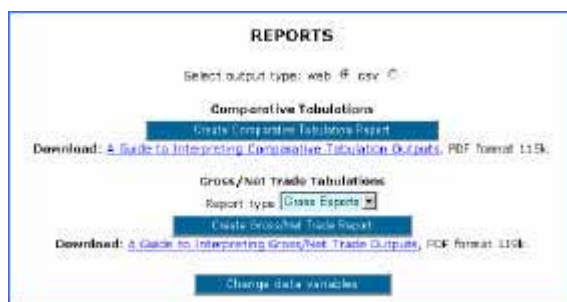 REPORTS
Select output type: web csv
Comparative Tabulations
Create Comparative Tabulation Report
Download: A Guide to Interpreting Comparative Tabulation Outputs, PDF format 115k.
Gross/Net Trade Tabulations
Report type Gross Exports
Create Gross/Net Trade Report
Download: A Guide to Interpreting Gross/Net Trade Outputs, PDF format 119k.
Change data variables